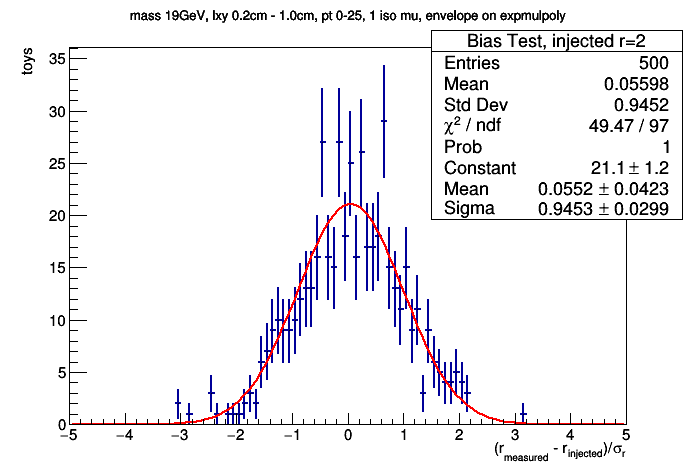 mass 19GeV, lxy 0.2cm - 1.0cm, pt 0-25, 1 iso mu, envelope on expmulpoly
toys
Bias Test, injected r=2
Entries 500
Mean 0.05598
Std Dev 0.9452
χ² / ndf 49.47 / 97
Prob 1
Constant 21.1 ± 1.2
Mean 0.0552 ± 0.0423
Sigma 0.9453 ± 0.0299
35
30
25
20
15
10
5
0
−5 −4 −3 −2 −1 0 1 2 3 4 5
(r_measured - r_injected)/σ_r